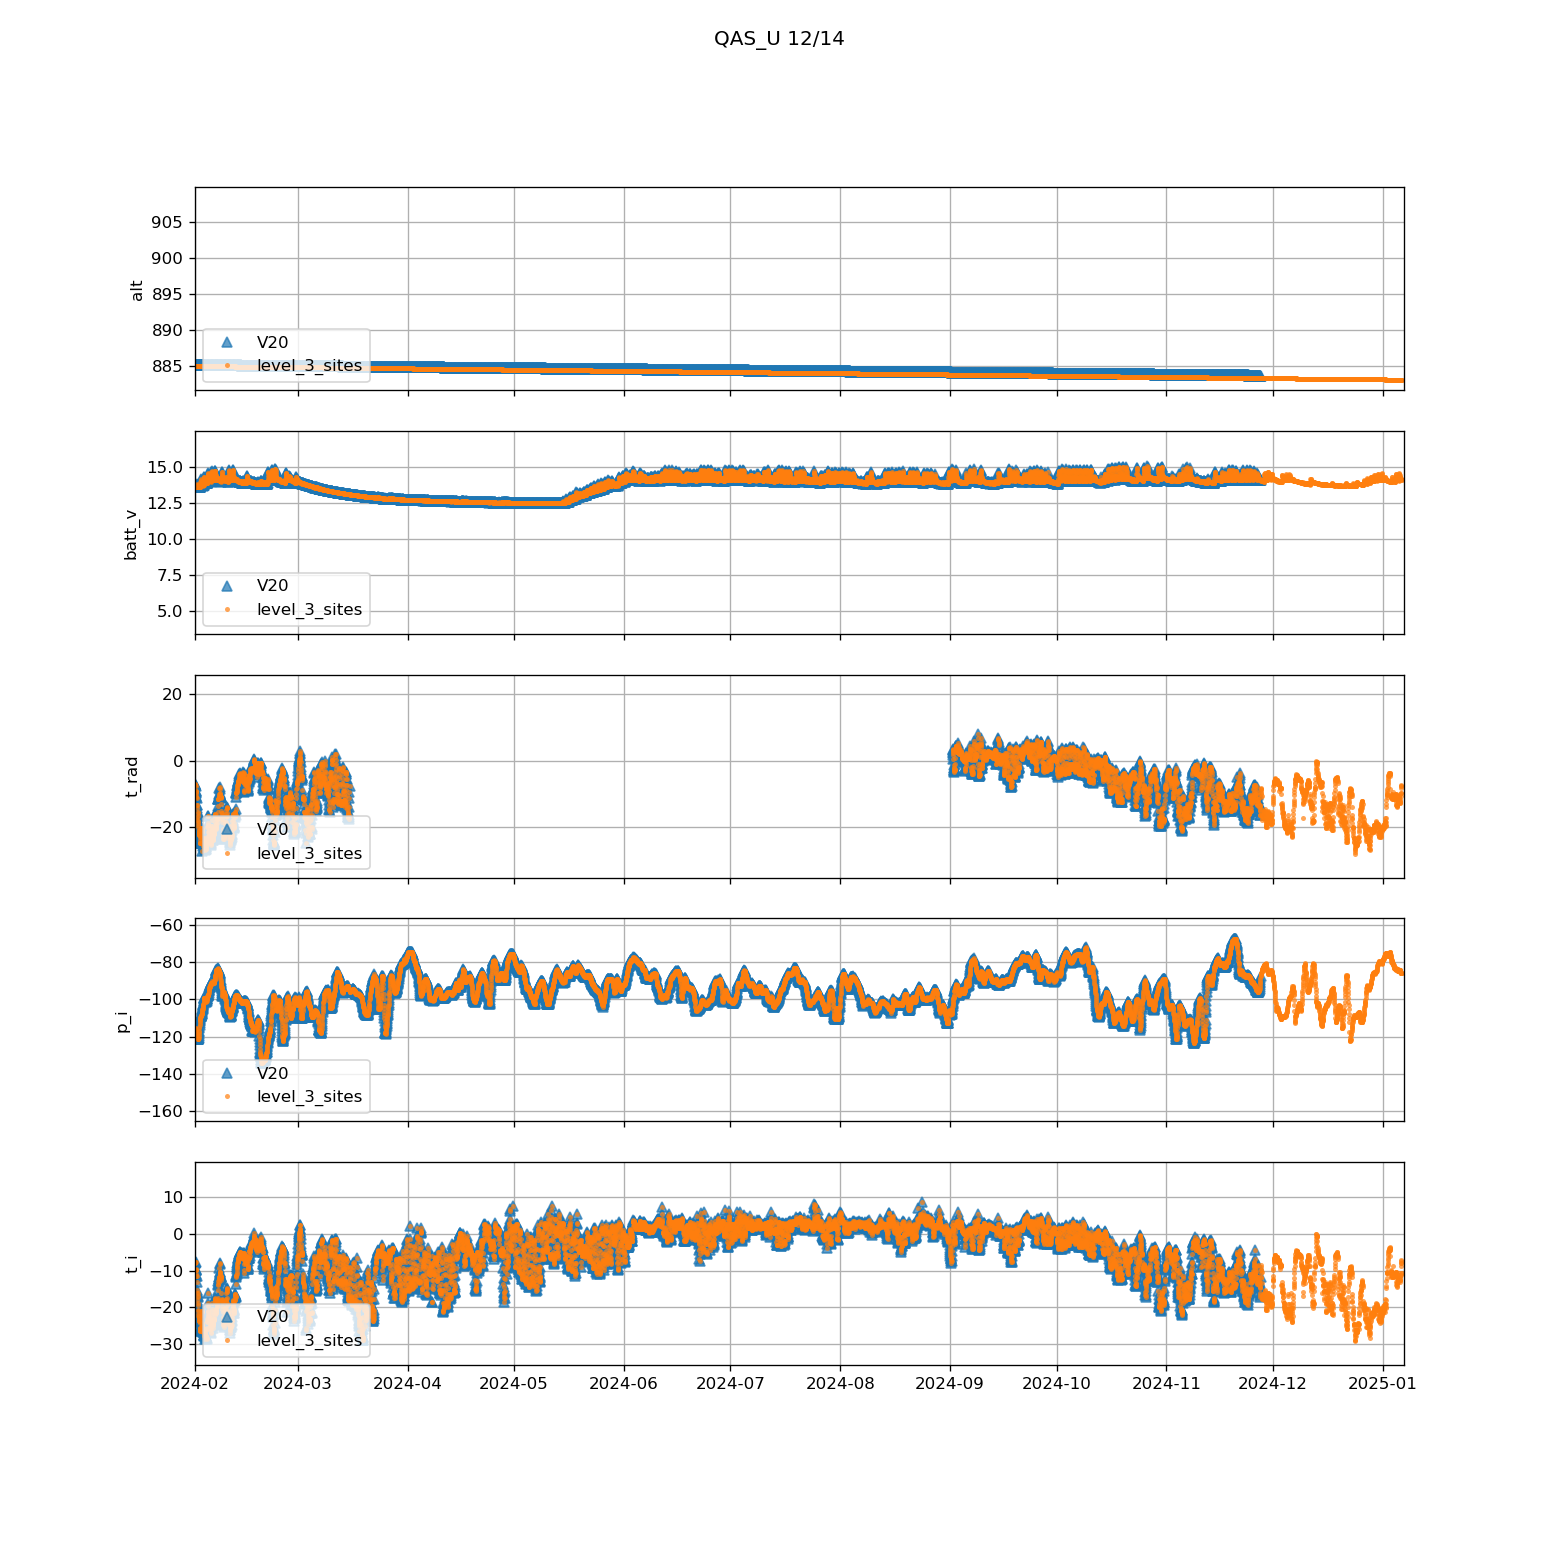 QAS_U 12/14
905
900
895
890
885
alt
V20
level_3_sites
15.0
12.5
10.0
7.5
5.0
batt_v
V20
level_3_sites
20
0
−20
t_rad
V20
level_3_sites
−60
−80
−100
−120
−140
−160
p_i
V20
level_3_sites
10
0
−10
−20
−30
t_i
V20
level_3_sites
2024-02 2024-03 2024-04 2024-05 2024-06 2024-07 2024-08 2024-09 2024-10 2024-11 2024-12 2025-01